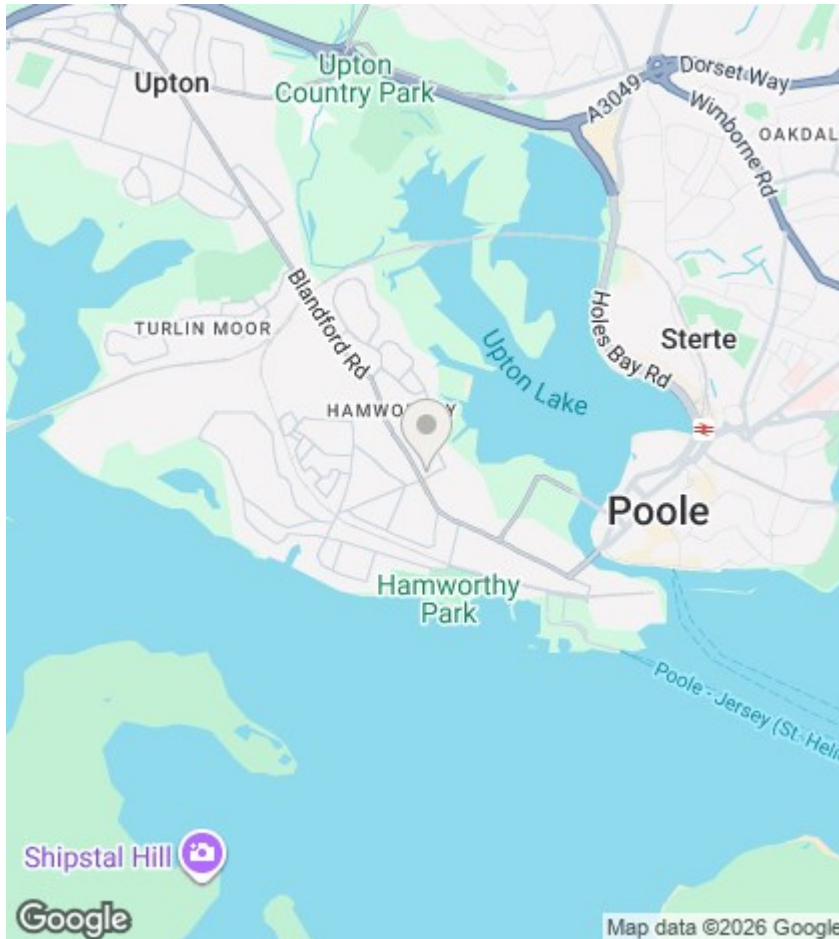 Upton
Upton
Country Park
Dorset Way
A3049
Wimborne Rd
OAKDAL
Blandford Rd
TURLIN MOOR
Holes Bay Rd
Sterte
Upton Lake
Poole
Hamworthy
Park
Poole - Jersey (St. Heli
Shipstal Hill
Google
Map data ©2026 Google